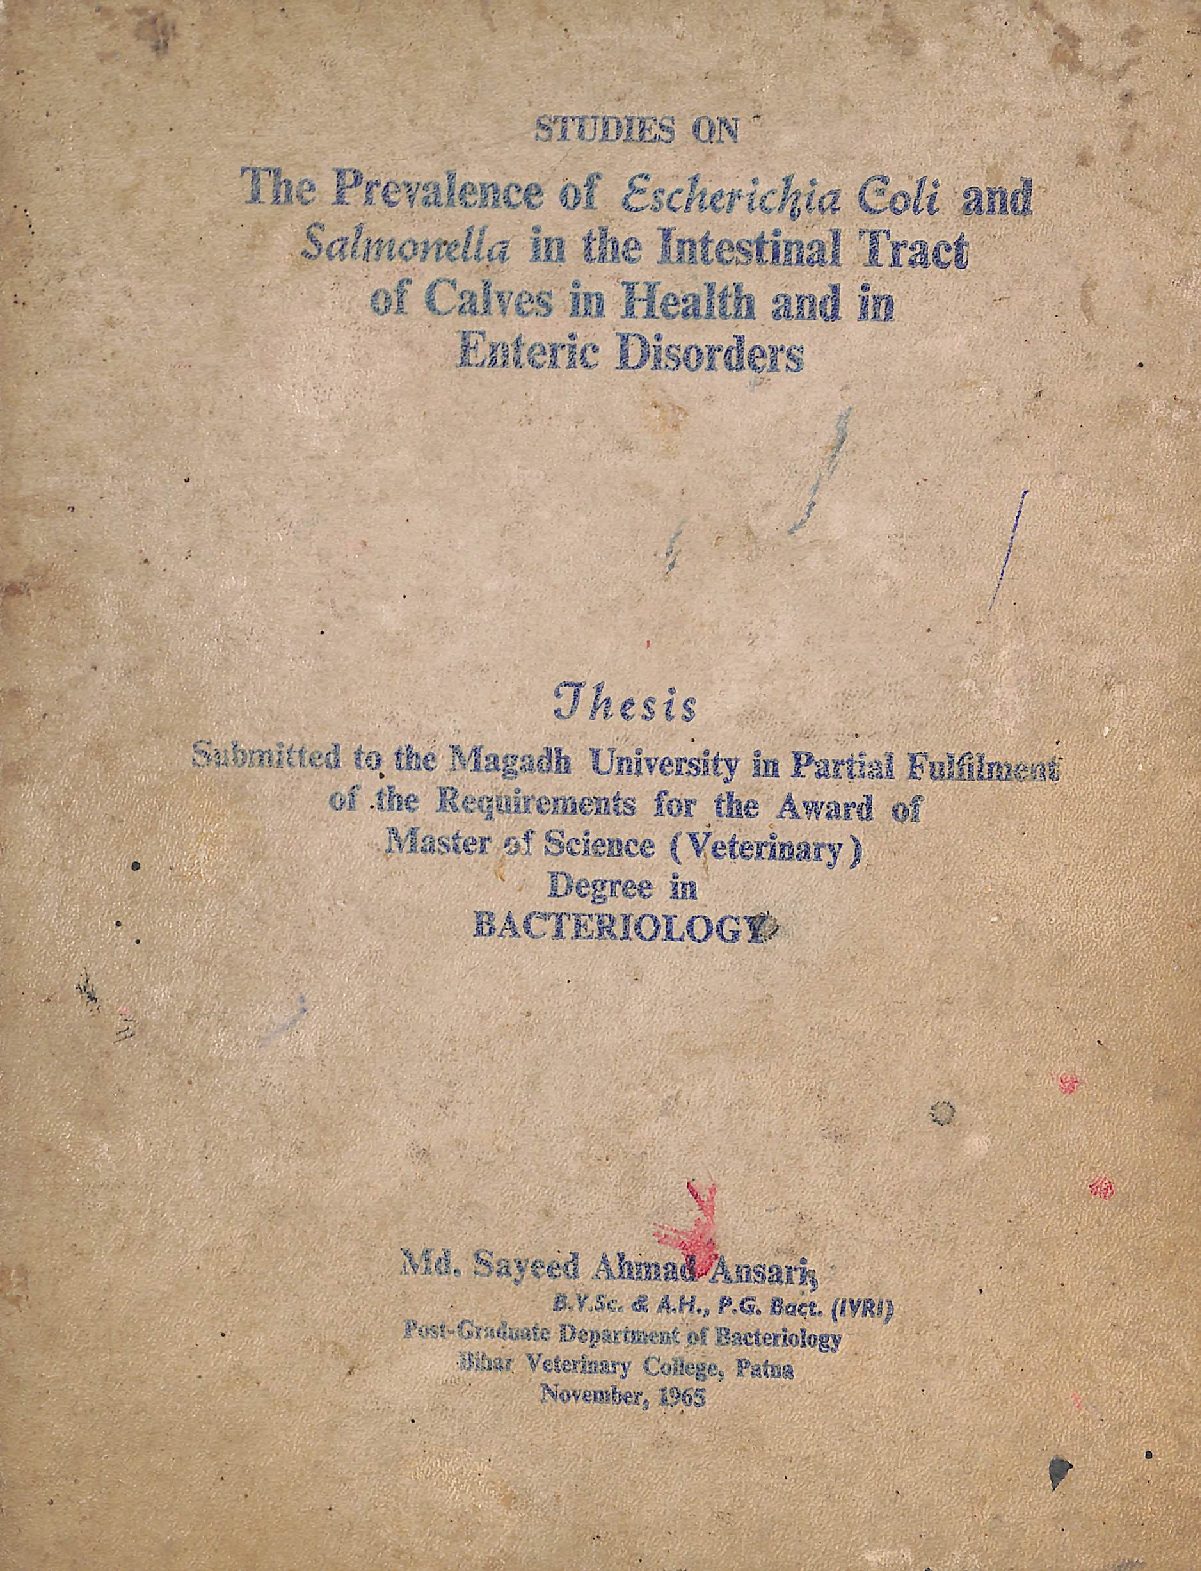 STUDIES ON
The Prevalence of Escherichia Coli and
Salmonella in the Intestinal Tract
of Calves in Health and in
Enteric Disorders
Thesis
Submitted to the Magadh University in Partial Fulfilment
of the Requirements for the Award of
Master of Science (Veterinary)
Degree in
BACTERIOLOGY
Md. Sayeed Ahmad Ansari,
B.V.Sc. & A.H., P.G. Bact. (IVRI)
Post-Graduate Department of Bacteriology
Bihar Veterinary College, Patna
November, 1965